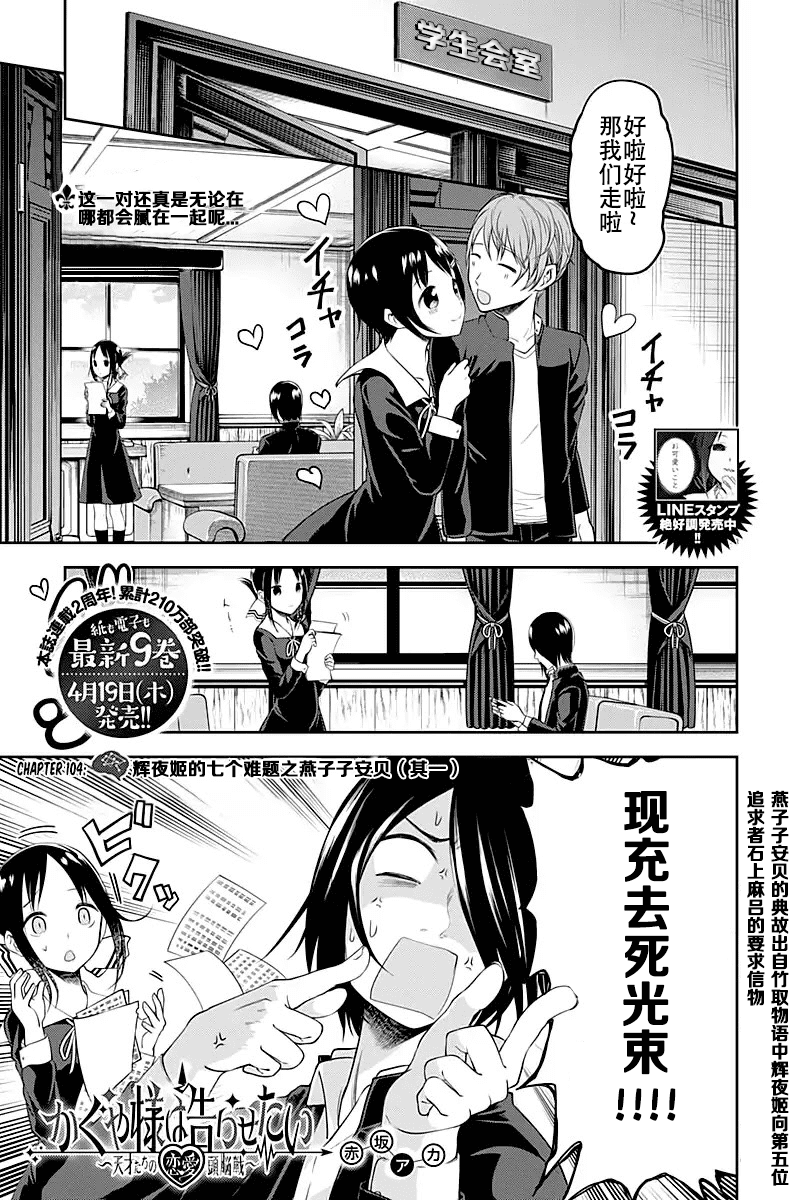 学生会室
好啦好啦~
那我们走啦
这一对还真是无论在
哪都会腻在一起呢...
イチャ
コラ
イチャ
コラ
お可愛いこと
LINEスタンプ
絶好調発売中
!!
本誌連載2周年!累計210万部突破!!
紙も電子も
最新9巻
4月19日(木)
発売!!
CHAPTER 104:
辉夜姬的七个难题之燕子子安贝(其一)
ビクッ
现充去死光束
!!!!
燕子子安贝的典故出自竹取物语中辉夜姬向第五位
追求者石上麻吕的要求信物
かぐや様は告らせたい
~天才たちの恋愛頭脳戦~
赤坂アカ